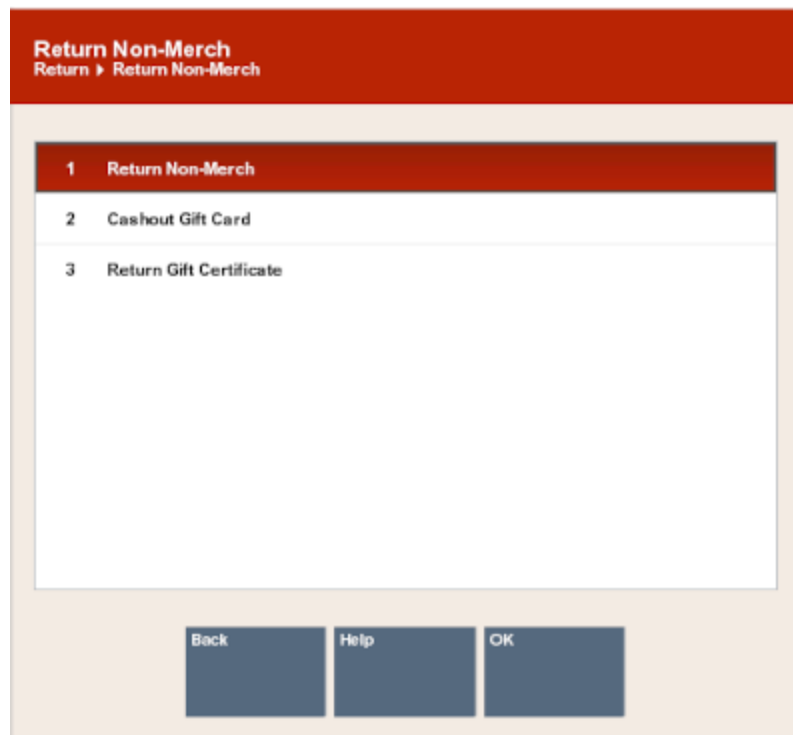 Return Non-Merch
Return ▸ Return Non-Merch
1 Return Non-Merch
2 Cashout Gift Card
3 Return Gift Certificate
Back Help OK